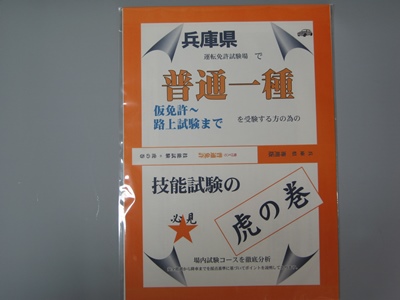 兵庫県
運転免許試験場 で
普通一種
仮免許～
路上試験まで
を受験する方の為の
技能試験の
必見
虎の巻
場内試験コースを徹底分析